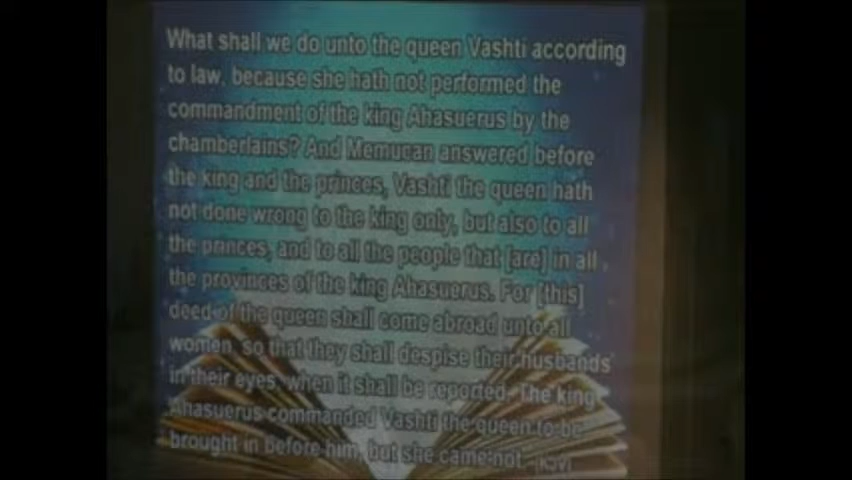 What shall we do unto the queen Vashti according
to law, because she hath not performed the
commandment of the king Ahasuerus by the
chamberlains? And Memucan answered before
the king and the princes, Vashti the queen hath
not done wrong to the king only, but also to all
the princes, and to all the people that [are] in all
the provinces of the king Ahasuerus. For [this]
deed of the queen shall come abroad unto all
women, so that they shall despise their husbands
in their eyes, when it shall be reported, The king
Ahasuerus commanded Vashti the queen to be
brought in before him, but she came not. (KJV)